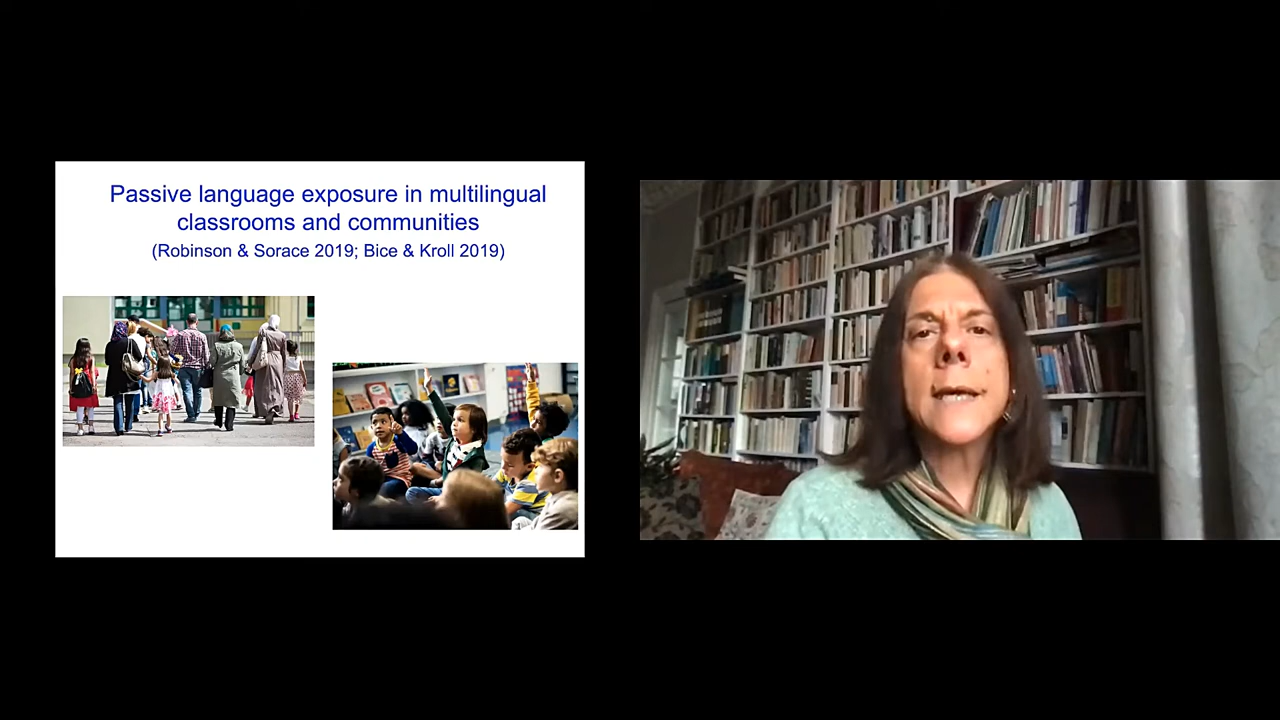 Passive language exposure in multilingual
classrooms and communities
(Robinson & Sorace 2019; Bice & Kroll 2019)